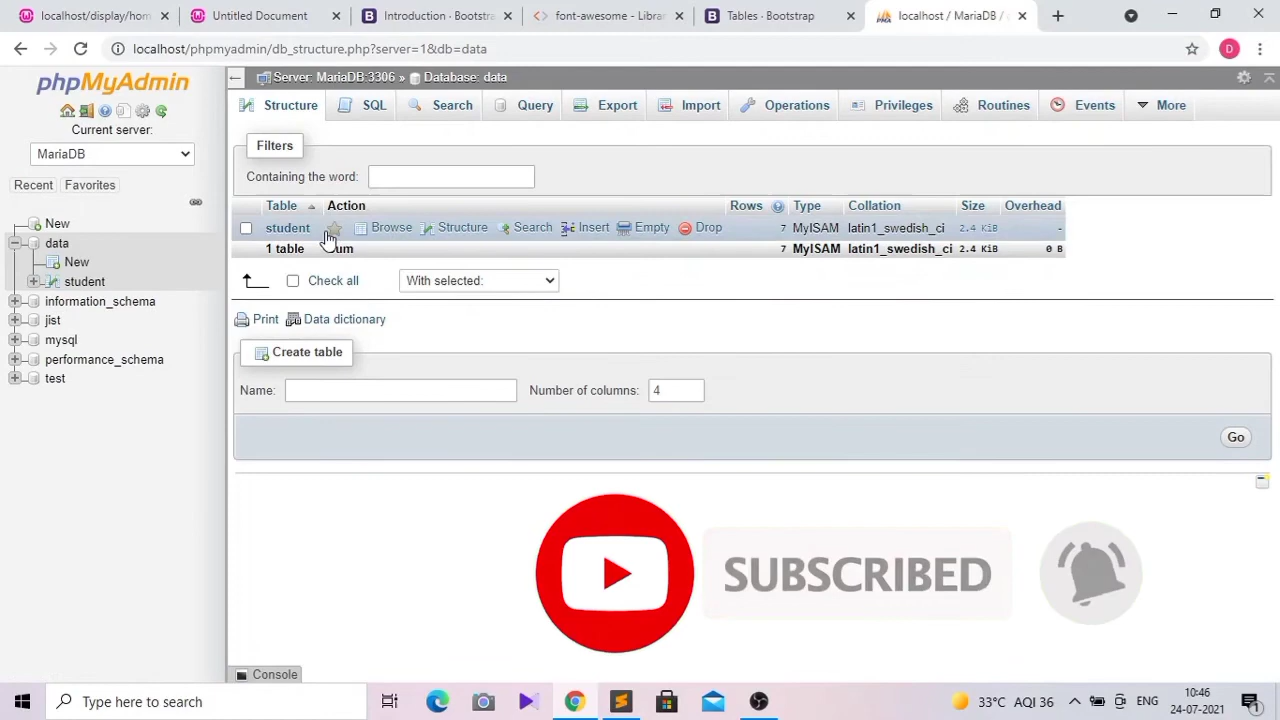 localhost/display/hom
Untitled Document
Introduction · Bootstra
font-awesome - Librar
Tables · Bootstrap
localhost / MariaDB /
localhost/phpmyadmin/db_structure.php?server=1&db=data
D
phpMyAdmin
Current server:
MariaDB
Recent Favorites
New
data
New
student
information_schema
jist
mysql
performance_schema
test
Server: MariaDB:3306 » Database: data
Structure SQL Search Query Export Import Operations Privileges Routines Events More
Filters
Containing the word:
Table Action Rows Type Collation Size Overhead
student Browse Structure Search Insert Empty Drop 7 MyISAM latin1_swedish_ci 2.4 KiB -
1 table 7 MyISAM latin1_swedish_ci 2.4 KiB 0 B
Check all With selected:
Print Data dictionary
Create table
Name: Number of columns: 4
Go
SUBSCRIBED
Console
Type here to search
33°C AQI 36 ENG 10:46
24-07-2021
1